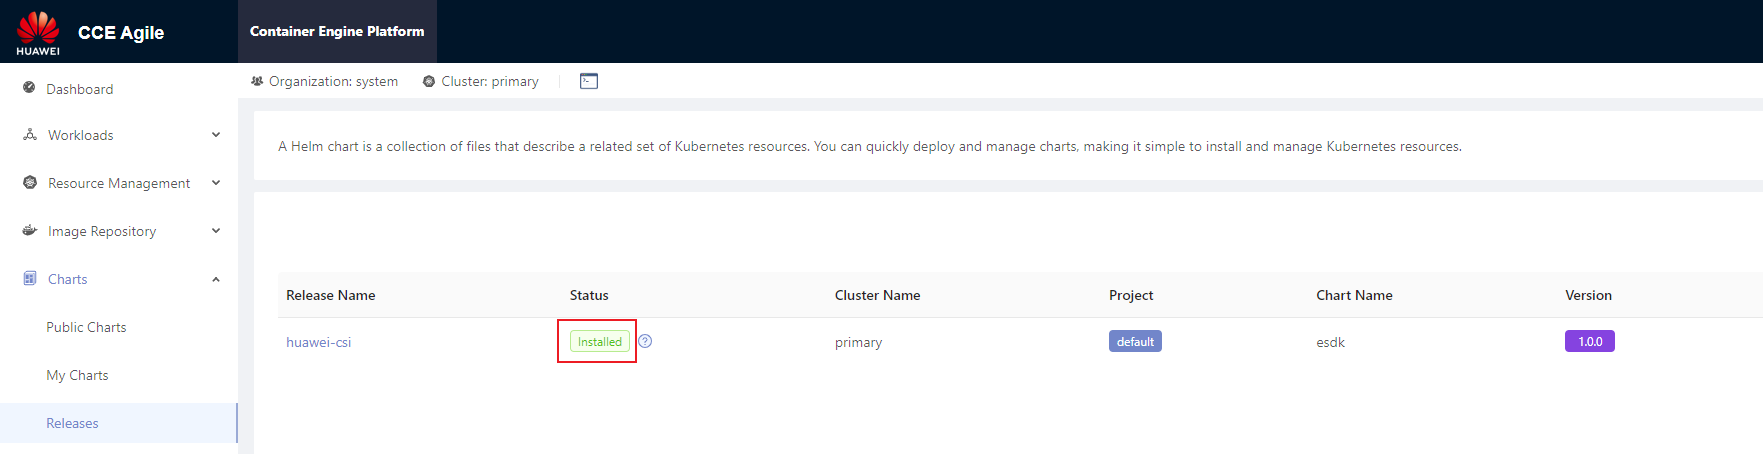 HUAWEI
CCE Agile
Container Engine Platform
Organization: system
Cluster: primary
Dashboard
Workloads
Resource Management
Image Repository
Charts
Public Charts
My Charts
Releases
A Helm chart is a collection of files that describe a related set of Kubernetes resources. You can quickly deploy and manage charts, making it simple to install and manage Kubernetes resources.
Release Name Status Cluster Name Project Chart Name Version
huawei-csi Installed ? primary default esdk 1.0.0